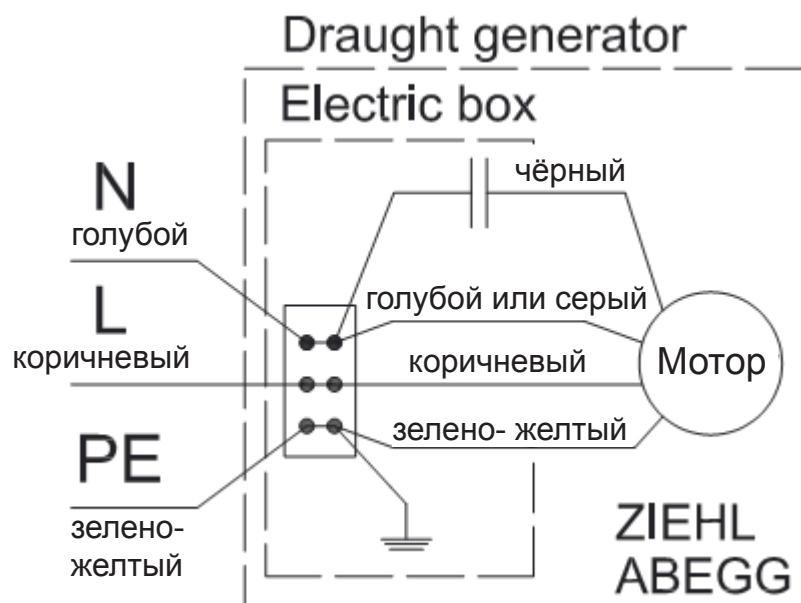 Draught generator
Electric box
N
голубой
чёрный
L
голубой или серый
коричневый
коричневый
Мотор
PE
зелено- желтый
зелено-
желтый
ZIEHL
ABEGG